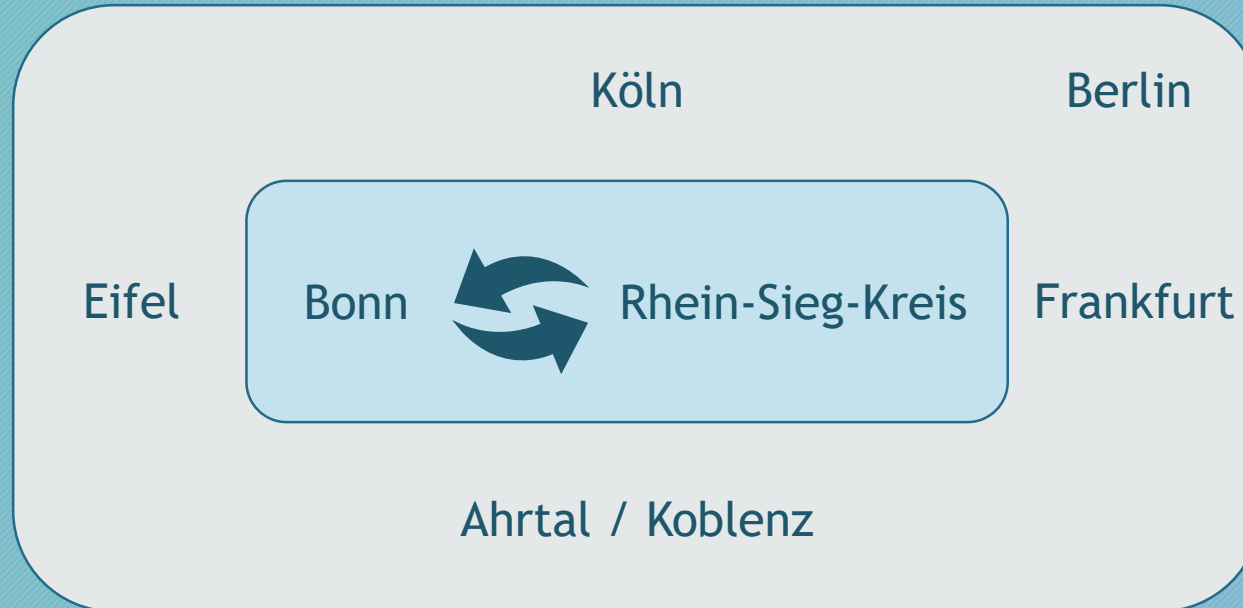 Köln
Berlin
Eifel
Bonn
Rhein-Sieg-Kreis
Frankfurt
Ahrtal / Koblenz